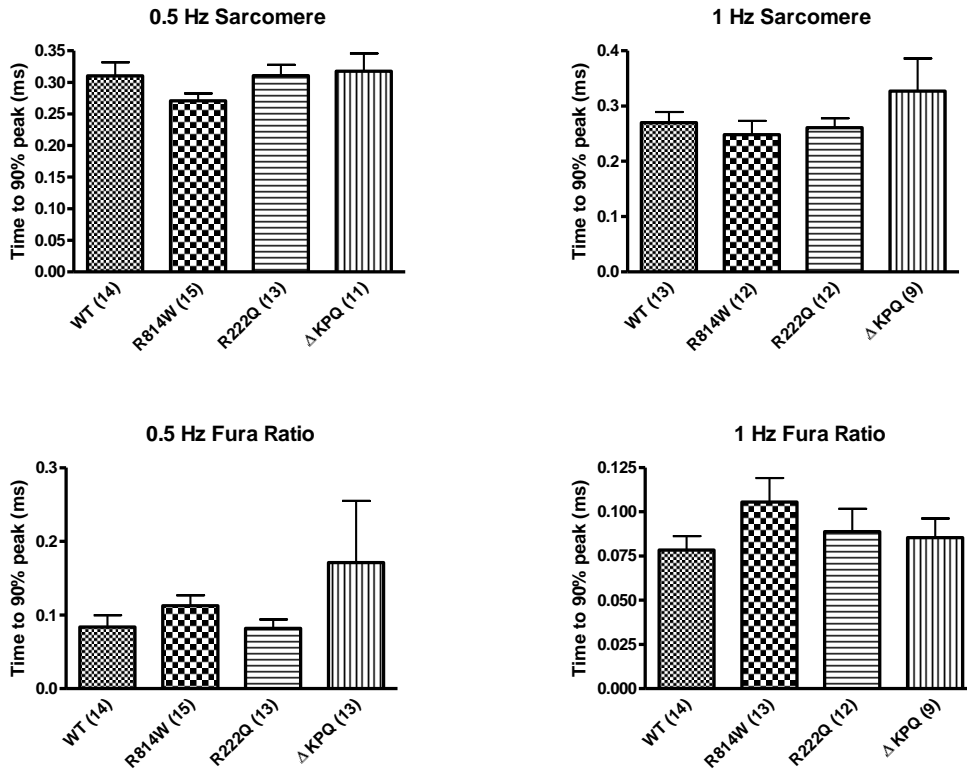 0.5 Hz Sarcomere
Time to 90% peak (ms)
0.35
0.30
0.25
0.20
0.15
0.10
0.05
0.00
WT (14)
R814W (15)
R222Q (13)
Δ KPQ (11)
1 Hz Sarcomere
Time to 90% peak (ms)
0.4
0.3
0.2
0.1
0.0
WT (13)
R814W (12)
R222Q (12)
Δ KPQ (9)
0.5 Hz Fura Ratio
Time to 90% peak (ms)
0.3
0.2
0.1
0.0
WT (14)
R814W (15)
R222Q (13)
Δ KPQ (13)
1 Hz Fura Ratio
Time to 90% peak (ms)
0.125
0.100
0.075
0.050
0.025
0.000
WT (14)
R814W (13)
R222Q (12)
Δ KPQ (9)